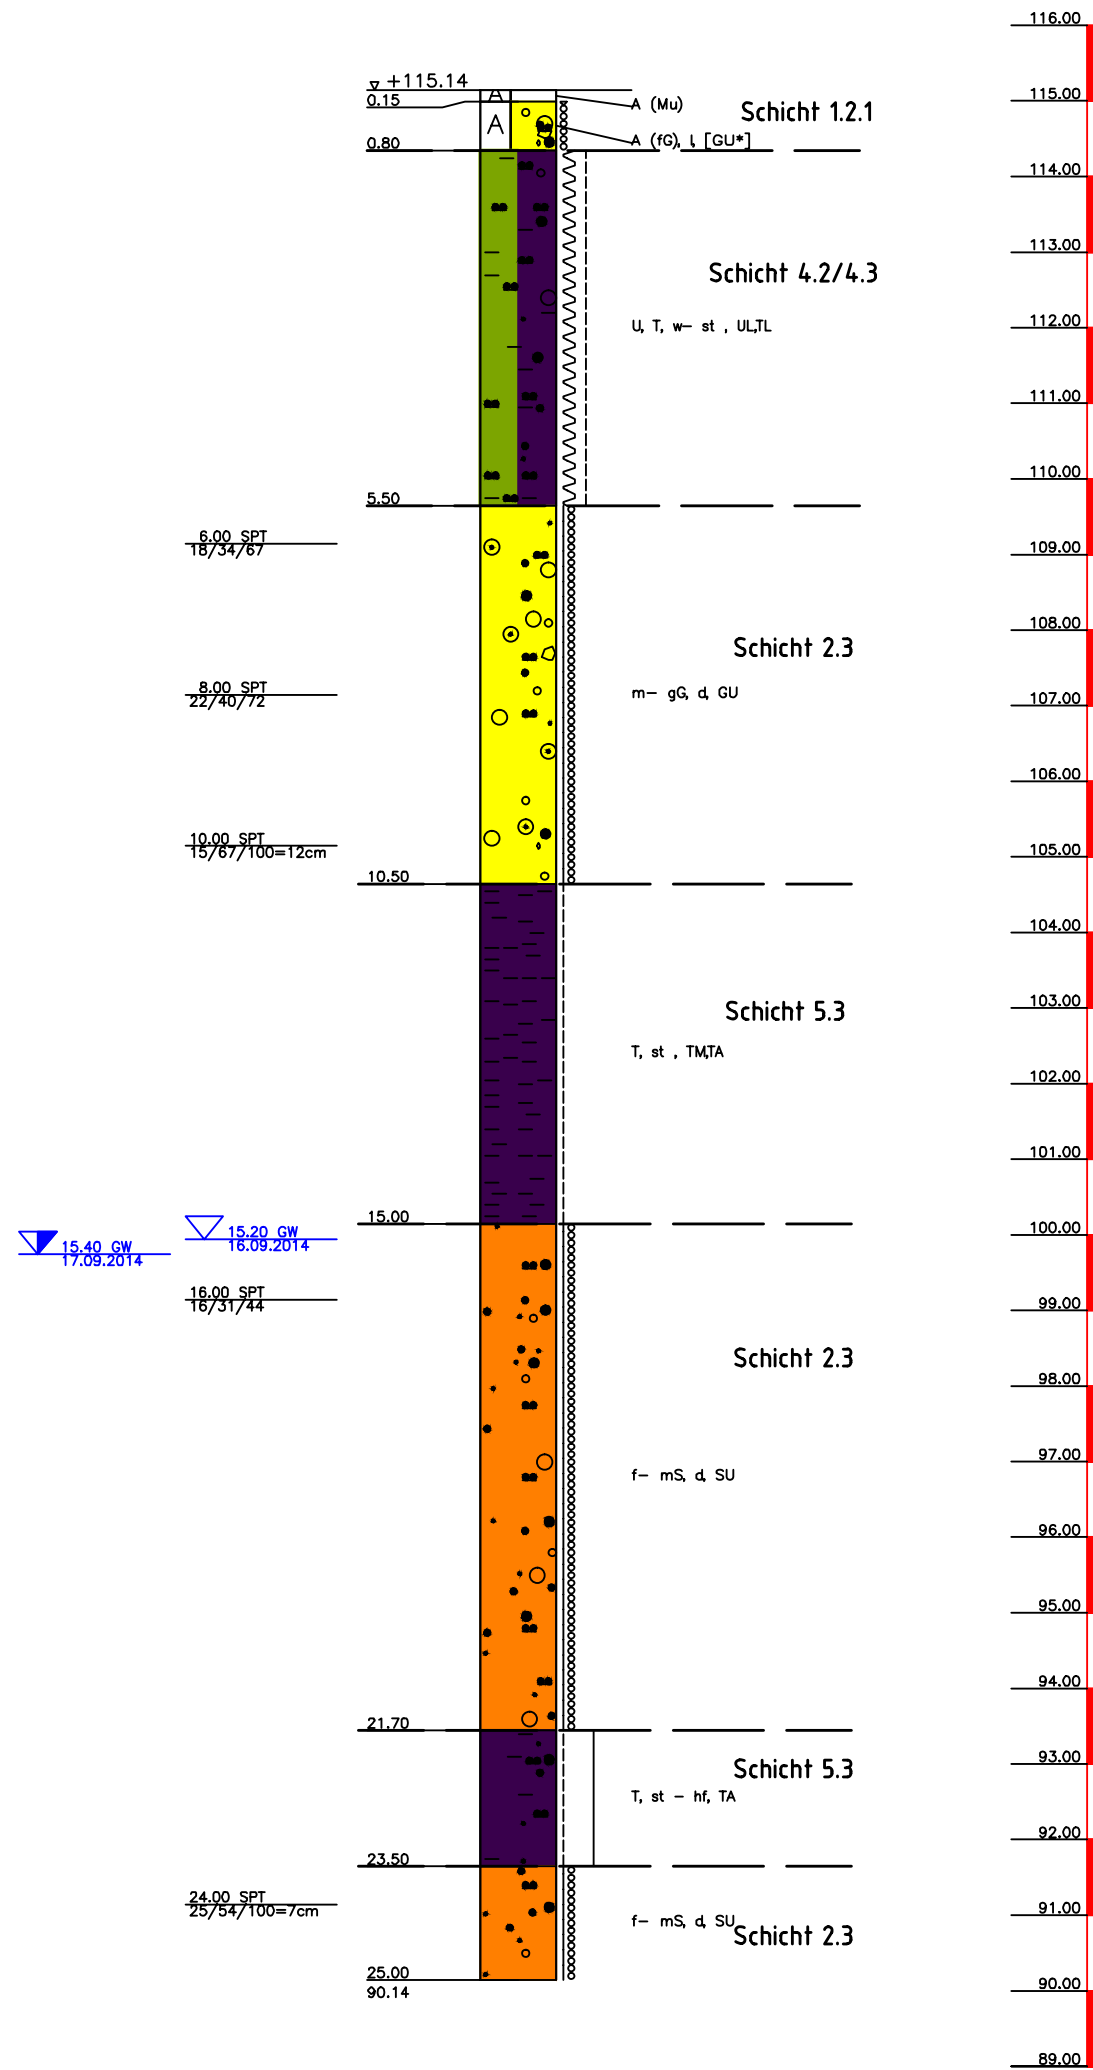 116.00
+115.14
115.00
0.15
A
A (Mu)
Schicht 1.2.1
A
A (fG), l, [GU*]
0.80
114.00
113.00
Schicht 4.2/4.3
U, T, w- st , UL,TL
112.00
111.00
110.00
5.50
6.00 SPT
18/34/67
109.00
108.00
Schicht 2.3
8.00 SPT
22/40/72
m- gG, d, GU
107.00
106.00
10.00 SPT
15/67/100=12cm
105.00
10.50
104.00
103.00
Schicht 5.3
T, st , TM,TA
102.00
101.00
15.00
100.00
15.20 GW
16.09.2014
15.40 GW
17.09.2014
16.00 SPT
16/31/44
99.00
Schicht 2.3
98.00
97.00
f- mS, d, SU
96.00
95.00
94.00
21.70
93.00
Schicht 5.3
T, st - hf, TA
92.00
23.50
24.00 SPT
25/54/100=7cm
91.00
f- mS, d, SU
Schicht 2.3
25.00
90.14
90.00
89.00